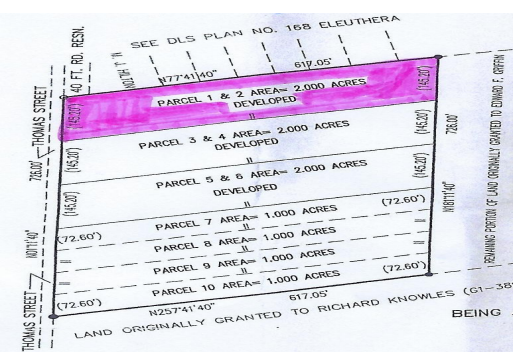 SEE DLS PLAN NO. 158 ELEUTHERA
40 FT. RD. RESN.
N77°41'40"
617.05'
PARCEL 1 & 2 AREA= 2.000 ACRES
DEVELOPED
(145.20')
(145.20')
THOMAS STREET
PARCEL 3 & 4 AREA= 2.000 ACRES
DEVELOPED
(145.20')
(145.20')
726.00'
726.00'
PARCEL 5 & 6 AREA= 2.000 ACRES
DEVELOPED
(145.20')
(145.20')
REMAINING PORTION OF LAND ORIGINALLY GRANTED TO EDWARD F. GRIFFIN
PARCEL 7 AREA= 1.000 ACRES
(72.60')
(72.60')
PARCEL 8 AREA= 1.000 ACRES
PARCEL 9 AREA= 1.000 ACRES
PARCEL 10 AREA= 1.000 ACRES
(72.60')
(72.60')
THOMAS STREET
N257°41'40"
617.05'
LAND ORIGINALLY GRANTED TO RICHARD KNOWLES
BEING